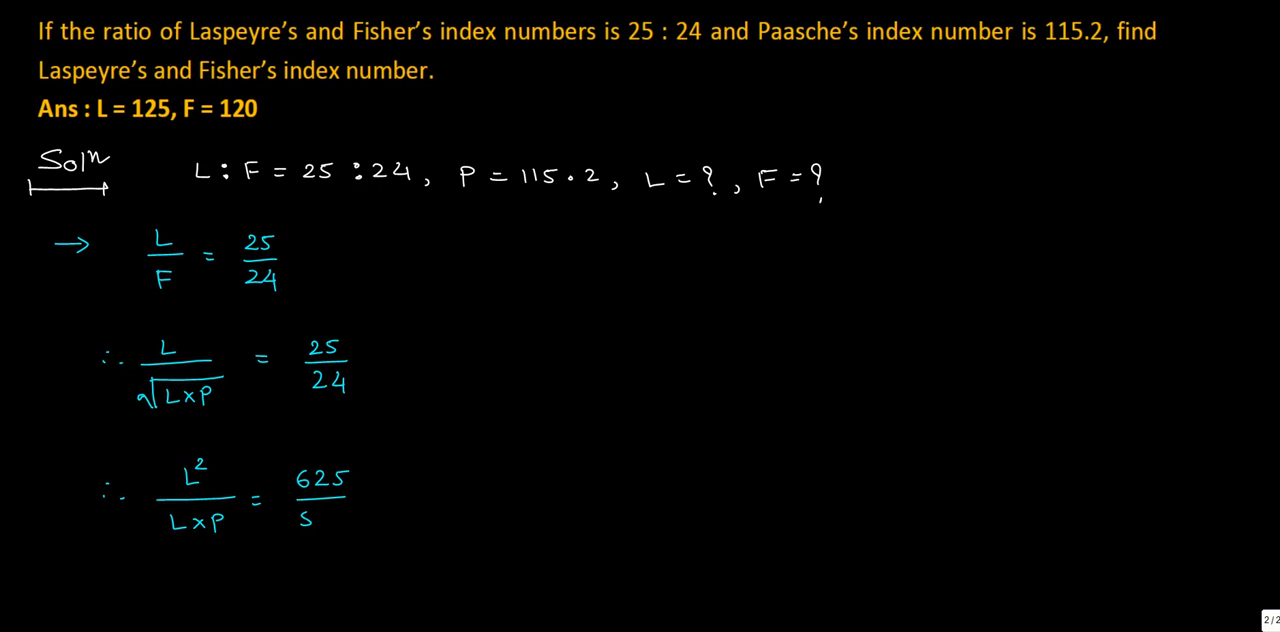 If the ratio of Laspeyre’s and Fisher’s index numbers is 25 : 24 and Paasche’s index number is 115.2, find
Laspeyre’s and Fisher’s index number.
Ans : L = 125, F = 120
Solⁿ
L : F = 25 : 24, P = 115.2, L = ?, F = ?
→ L/F = 25/24
∴ L/√(L×P) = 25/24
∴ L²/(L×P) = 625/5
2/2